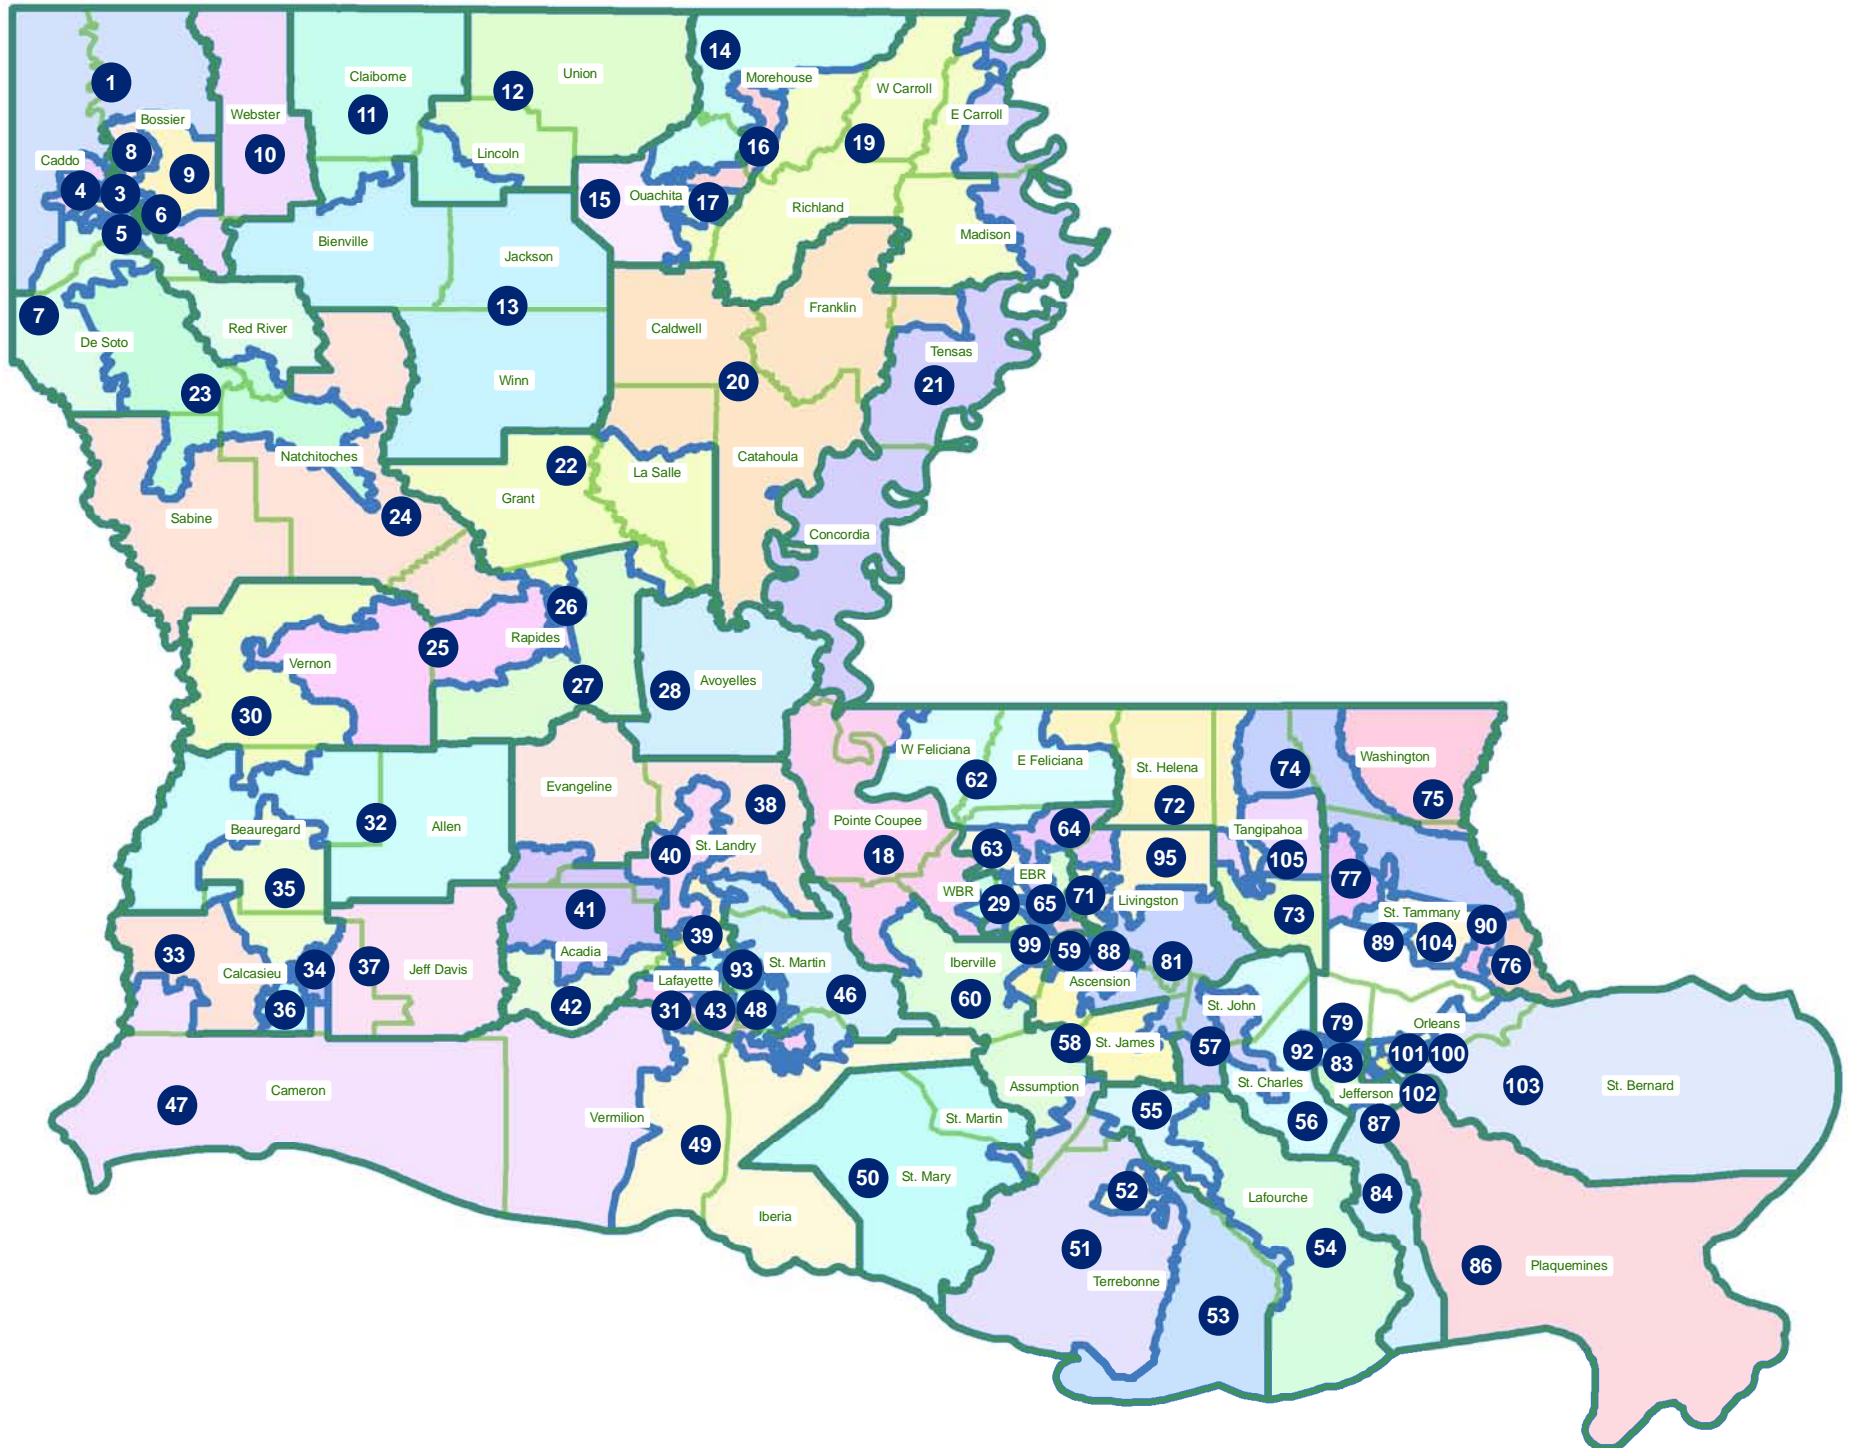 14
Claiborne
Union
1
Morehouse
W Carroll
12
11
Webster
E Carroll
Bossier
8
16
19
Caddo
10
Lincoln
9
4
3
15
Ouachita
17
6
Richland
5
Madison
Bienville
Jackson
13
Franklin
7
Red River
Caldwell
De Soto
Tensas
Winn
20
21
23
Natchitoches
Catahoula
22
La Salle
Grant
Sabine
24
Concordia
26
Rapides
25
Vernon
27
28
Avoyelles
30
W Feliciana
E Feliciana
Washington
St. Helena
74
62
Evangeline
75
38
72
32
Allen
Beauregard
Pointe Coupee
64
Tangipahoa
40
St. Landry
18
63
95
105
EBR
77
35
WBR
71
Livingston
29
65
41
73
St. Tammany
90
39
99
89
104
Acadia
59
88
33
Calcasieu
34
37
Jeff Davis
93
St. Martin
Iberville
81
76
Lafayette
Ascension
46
60
42
36
31
43
48
St. John
79
Orleans
58
St. James
57
92
101
100
83
Cameron
47
Assumption
St. Charles
Jefferson
102
103
St. Bernard
Vermilion
55
St. Martin
56
87
49
50
St. Mary
52
Lafourche
84
Iberia
51
54
86
Plaquemines
Terrebonne
53